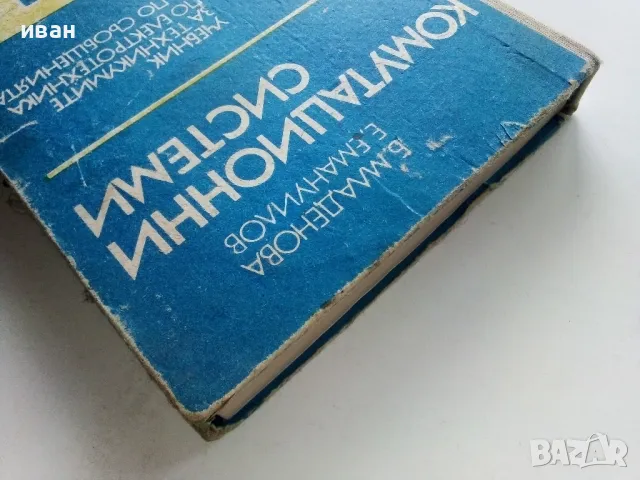 Б. МЛАДЕНОВА
Е. ЕМАНУИЛОВ
КОМУТАЦИОННИ
СИСТЕМИ
УЧЕБНИК
ЗА ТЕХНИКУМИТЕ
ПО ЕЛЕКТРОТЕХНИКА
ПО СЪОБЩЕНИЯТА
иван
BAZAR